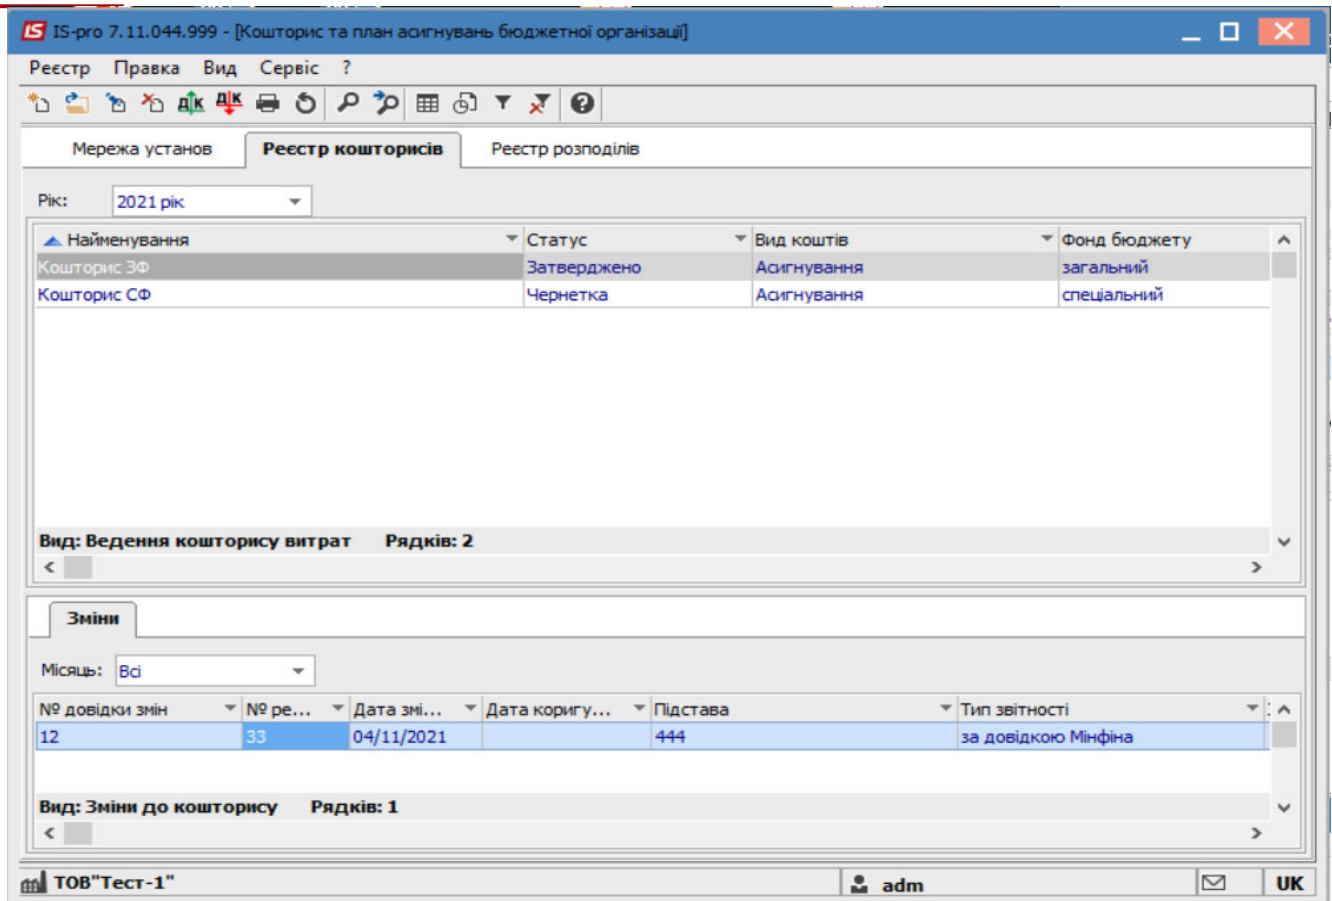 IS-pro 7.11.044.999 - [Кошторис та план асигнувань бюджетної організації]
Реєстр Правка Вид Сервіс ?
Мережа установ Реєстр кошторисів Реєстр розподілів
Рік: 2021 рік
Найменування Статус Вид коштів Фонд бюджету
Кошторис ЗФ Затверджено Асигнування загальний
Кошторис СФ Чернетка Асигнування спеціальний
Вид: Ведення кошторису витрат Рядків: 2
Зміни
Місяць: Всі
№ довідки змін № ре... Дата змі... Дата коригу... Підстава Тип звітності
12 33 04/11/2021 444 за довідкою Мінфіна
Вид: Зміни до кошторису Рядків: 1
ТОВ"Тест-1" adm UK